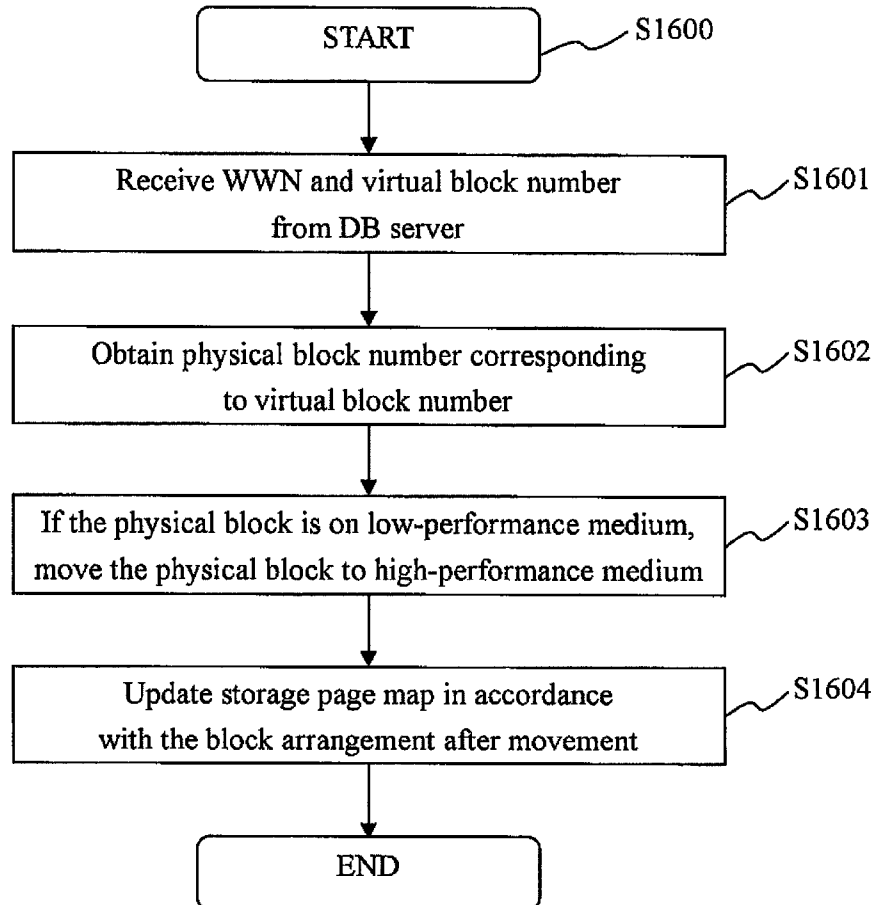 START
S1600
Receive WWN and virtual block number
from DB server
S1601
Obtain physical block number corresponding
to virtual block number
S1602
If the physical block is on low-performance medium,
move the physical block to high-performance medium
S1603
Update storage page map in accordance
with the block arrangement after movement
S1604
END